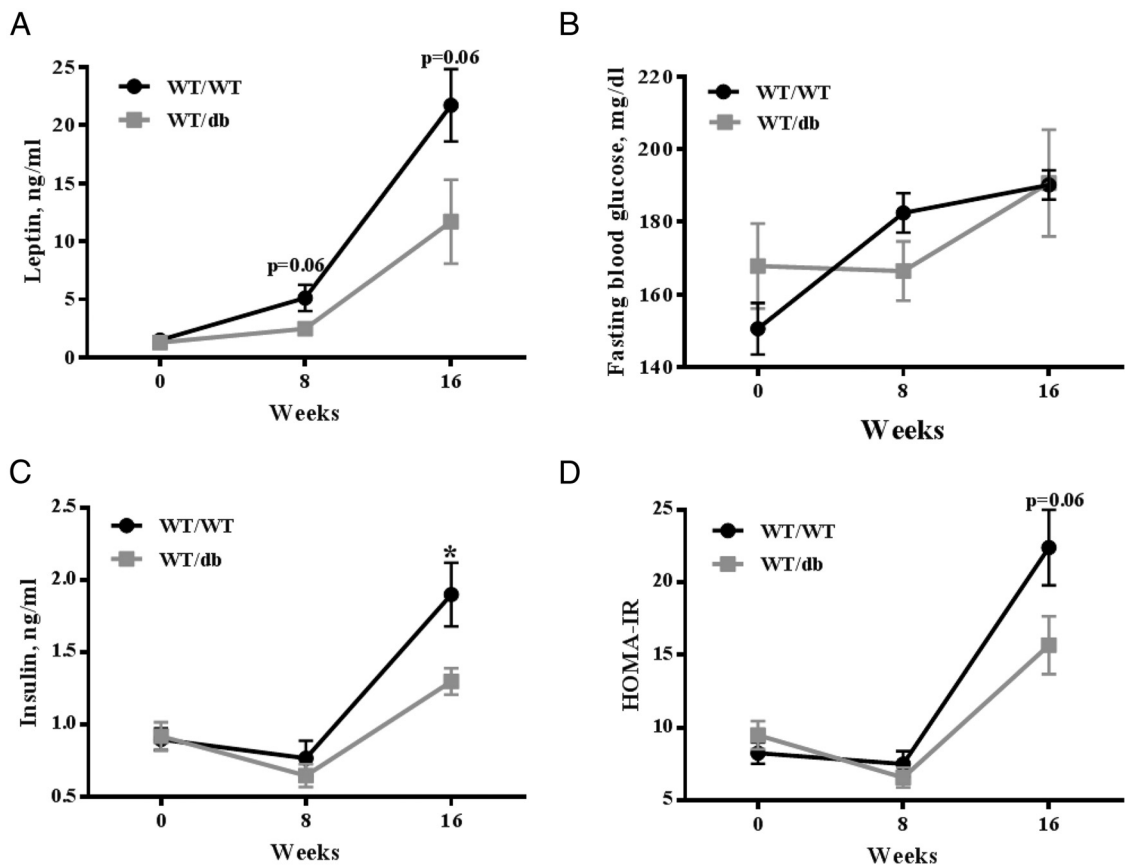 A
p=0.06
25
WT/WT
WT/db
20
15
10
p=0.06
5
0
Leptin, ng/ml
0 8 16
Weeks
B
220
WT/WT
WT/db
200
180
160
140
Fasting blood glucose, mg/dl
0 8 16
Weeks
C
2.5
WT/WT
WT/db
*
2.0
1.5
1.0
0.5
Insulin, ng/ml
0 8 16
Weeks
D
p=0.06
25
WT/WT
WT/db
20
15
10
5
HOMA-IR
0 8 16
Weeks